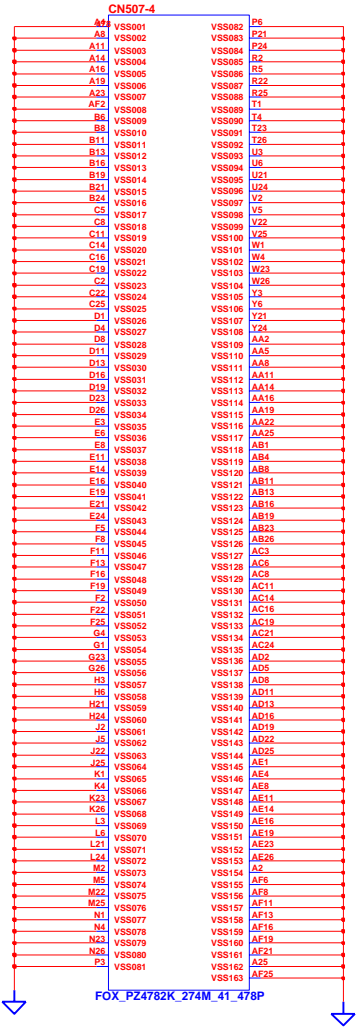 CN507-4
VSS001 VSS082 P6
A8 VSS002 VSS083 P21
A11 VSS003 VSS084 P24
A14 VSS004 VSS085 R2
A16 VSS005 VSS086 R5
A19 VSS006 VSS087 R22
A23 VSS007 VSS088 R25
AF2 VSS008 VSS089 T1
B6 VSS009 VSS090 T4
B8 VSS010 VSS091 T23
B11 VSS011 VSS092 T26
B13 VSS012 VSS093 U3
B16 VSS013 VSS094 U6
B19 VSS014 VSS095 U21
B21 VSS015 VSS096 U24
B24 VSS016 VSS097 V2
C5 VSS017 VSS098 V5
C8 VSS018 VSS099 V22
C11 VSS019 VSS100 V25
C14 VSS020 VSS101 W1
C16 VSS021 VSS102 W4
C19 VSS022 VSS103 W23
C2 VSS023 VSS104 W26
C22 VSS024 VSS105 Y3
C25 VSS025 VSS106 Y6
D1 VSS026 VSS107 Y21
D4 VSS027 VSS108 Y24
D8 VSS028 VSS109 AA2
D11 VSS029 VSS110 AA5
D13 VSS030 VSS111 AA8
D16 VSS031 VSS112 AA11
D19 VSS032 VSS113 AA14
D23 VSS033 VSS114 AA16
D26 VSS034 VSS115 AA19
E3 VSS035 VSS116 AA22
E6 VSS036 VSS117 AA25
E8 VSS037 VSS118 AB1
E11 VSS038 VSS119 AB4
E14 VSS039 VSS120 AB8
E16 VSS040 VSS121 AB11
E19 VSS041 VSS122 AB13
E21 VSS042 VSS123 AB16
E24 VSS043 VSS124 AB19
F5 VSS044 VSS125 AB23
F8 VSS045 VSS126 AB26
F11 VSS046 VSS127 AC3
F13 VSS047 VSS128 AC6
F16 VSS048 VSS129 AC8
F19 VSS049 VSS130 AC11
F2 VSS050 VSS131 AC14
F22 VSS051 VSS132 AC16
F25 VSS052 VSS133 AC19
G4 VSS053 VSS134 AC21
G1 VSS054 VSS135 AC24
G23 VSS055 VSS136 AD2
G26 VSS056 VSS137 AD5
H3 VSS057 VSS138 AD8
H6 VSS058 VSS139 AD11
H21 VSS059 VSS140 AD13
H24 VSS060 VSS141 AD16
J2 VSS061 VSS142 AD19
J5 VSS062 VSS143 AD22
J22 VSS063 VSS144 AD25
J25 VSS064 VSS145 AE1
K1 VSS065 VSS146 AE4
K4 VSS066 VSS147 AE8
K23 VSS067 VSS148 AE11
K26 VSS068 VSS149 AE14
L3 VSS069 VSS150 AE16
L6 VSS070 VSS151 AE19
L21 VSS071 VSS152 AE23
L24 VSS072 VSS153 AE26
M2 VSS073 VSS154 A2
M5 VSS074 VSS155 AF6
M22 VSS075 VSS156 AF8
M25 VSS076 VSS157 AF11
N1 VSS077 VSS158 AF13
N4 VSS078 VSS159 AF16
N23 VSS079 VSS160 AF19
N26 VSS080 VSS161 AF21
P3 VSS081 VSS162 A25
VSS163 AF25
FOX_PZ4782K_274M_41_478P